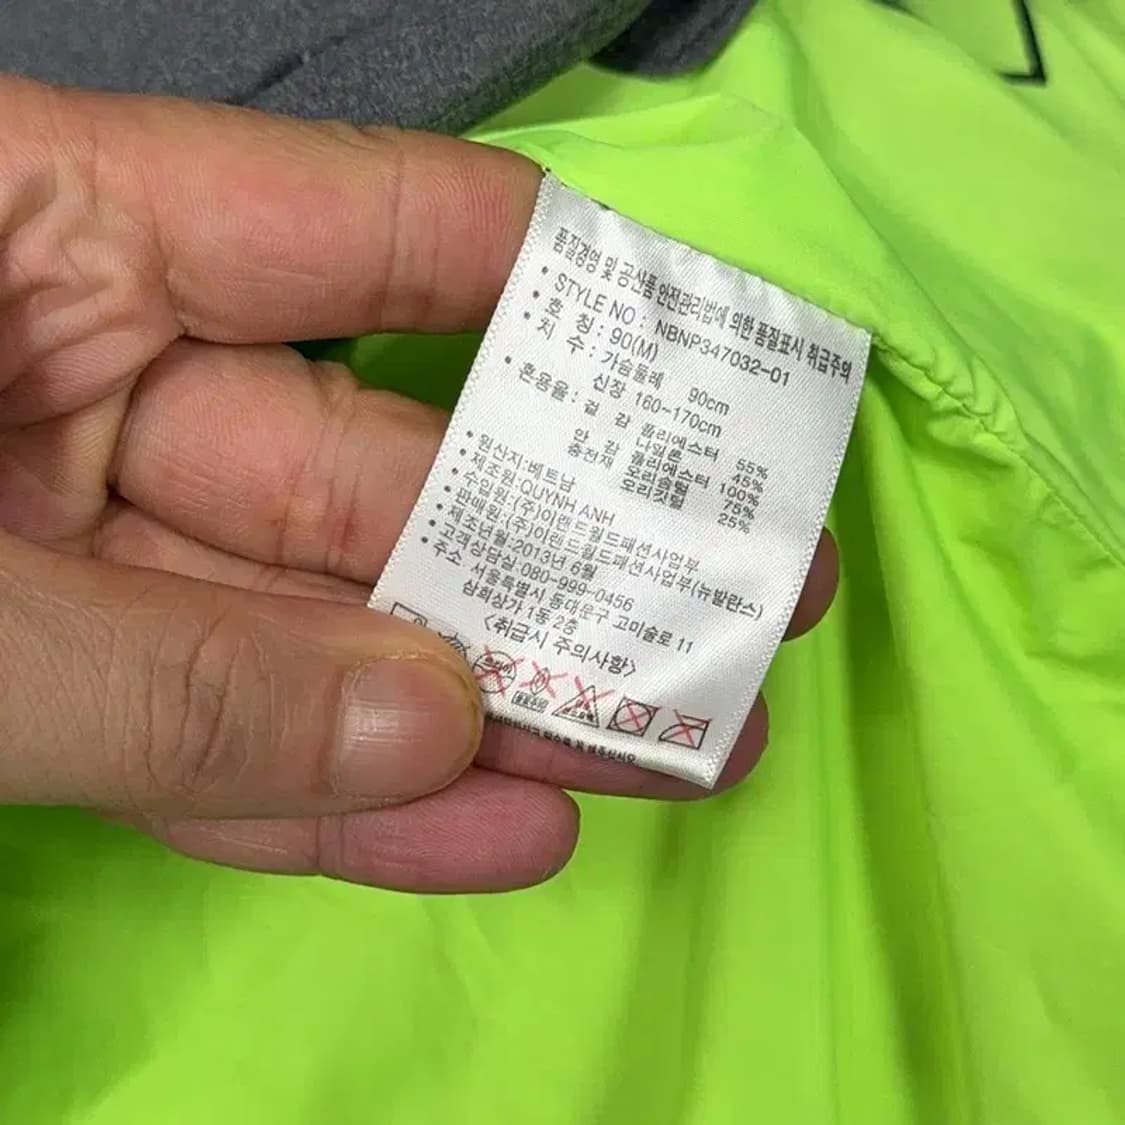 품질경영 및 공산품 안전관리법에 의한 품질표시 취급주의
• STYLE NO : NBNP347032-01
• 호 칭 : 90(M)
• 치 수 : 가슴둘레 90cm
신장 160-170cm
• 혼용율 : 겉 감 폴리에스터 55%
나일론 45%
안 감 폴리에스터 100%
충전재 오리솜털 75%
오리깃털 25%
• 원산지:베트남
• 제조원:QUYNH ANH
• 수입원:(주)이랜드월드패션사업부
• 판매원:(주)이랜드월드패션사업부(뉴발란스)
• 제조년월:2013년 6월
• 고객상담실:080-999-0456
• 주소 서울특별시 동대문구 고미술로 11
삼희상가 1동 2층
<취급시 주의사항>